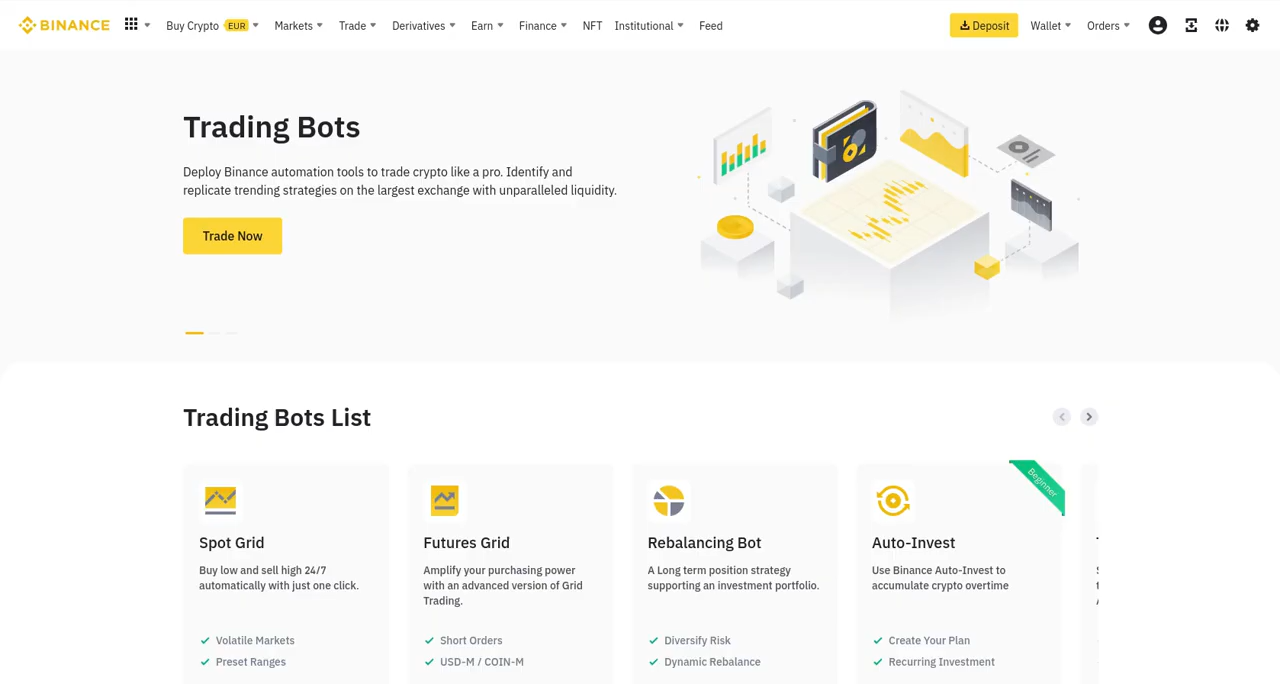 BINANCE
Buy Crypto EUR
Markets
Trade
Derivatives
Earn
Finance
NFT
Institutional
Feed
Deposit
Wallet
Orders
Trading Bots
Deploy Binance automation tools to trade crypto like a pro. Identify and
replicate trending strategies on the largest exchange with unparalleled liquidity.
Trade Now
Trading Bots List
Spot Grid
Buy low and sell high 24/7
automatically with just one click.
Volatile Markets
Preset Ranges
Futures Grid
Amplify your purchasing power
with an advanced version of Grid
Trading.
Short Orders
USD-M / COIN-M
Rebalancing Bot
A Long term position strategy
supporting an investment portfolio.
Diversify Risk
Dynamic Rebalance
Beginner
Auto-Invest
Use Binance Auto-Invest to
accumulate crypto overtime
Create Your Plan
Recurring Investment